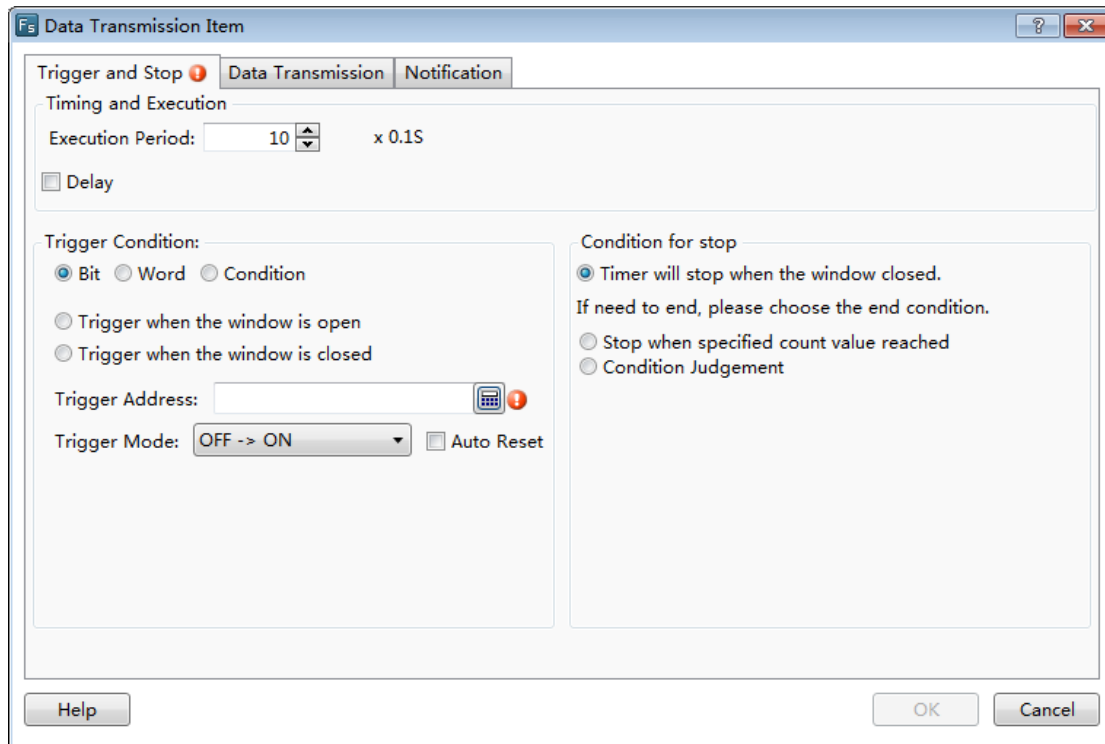 Fs Data Transmission Item ?
Trigger and Stop ! Data Transmission Notification
Timing and Execution
Execution Period: 10 x 0.1S
Delay
Trigger Condition:
Bit Word Condition
Trigger when the window is open
Trigger when the window is closed
Trigger Address: !
Trigger Mode: OFF -> ON Auto Reset
Condition for stop
Timer will stop when the window closed.
If need to end, please choose the end condition.
Stop when specified count value reached
Condition Judgement
Help OK Cancel